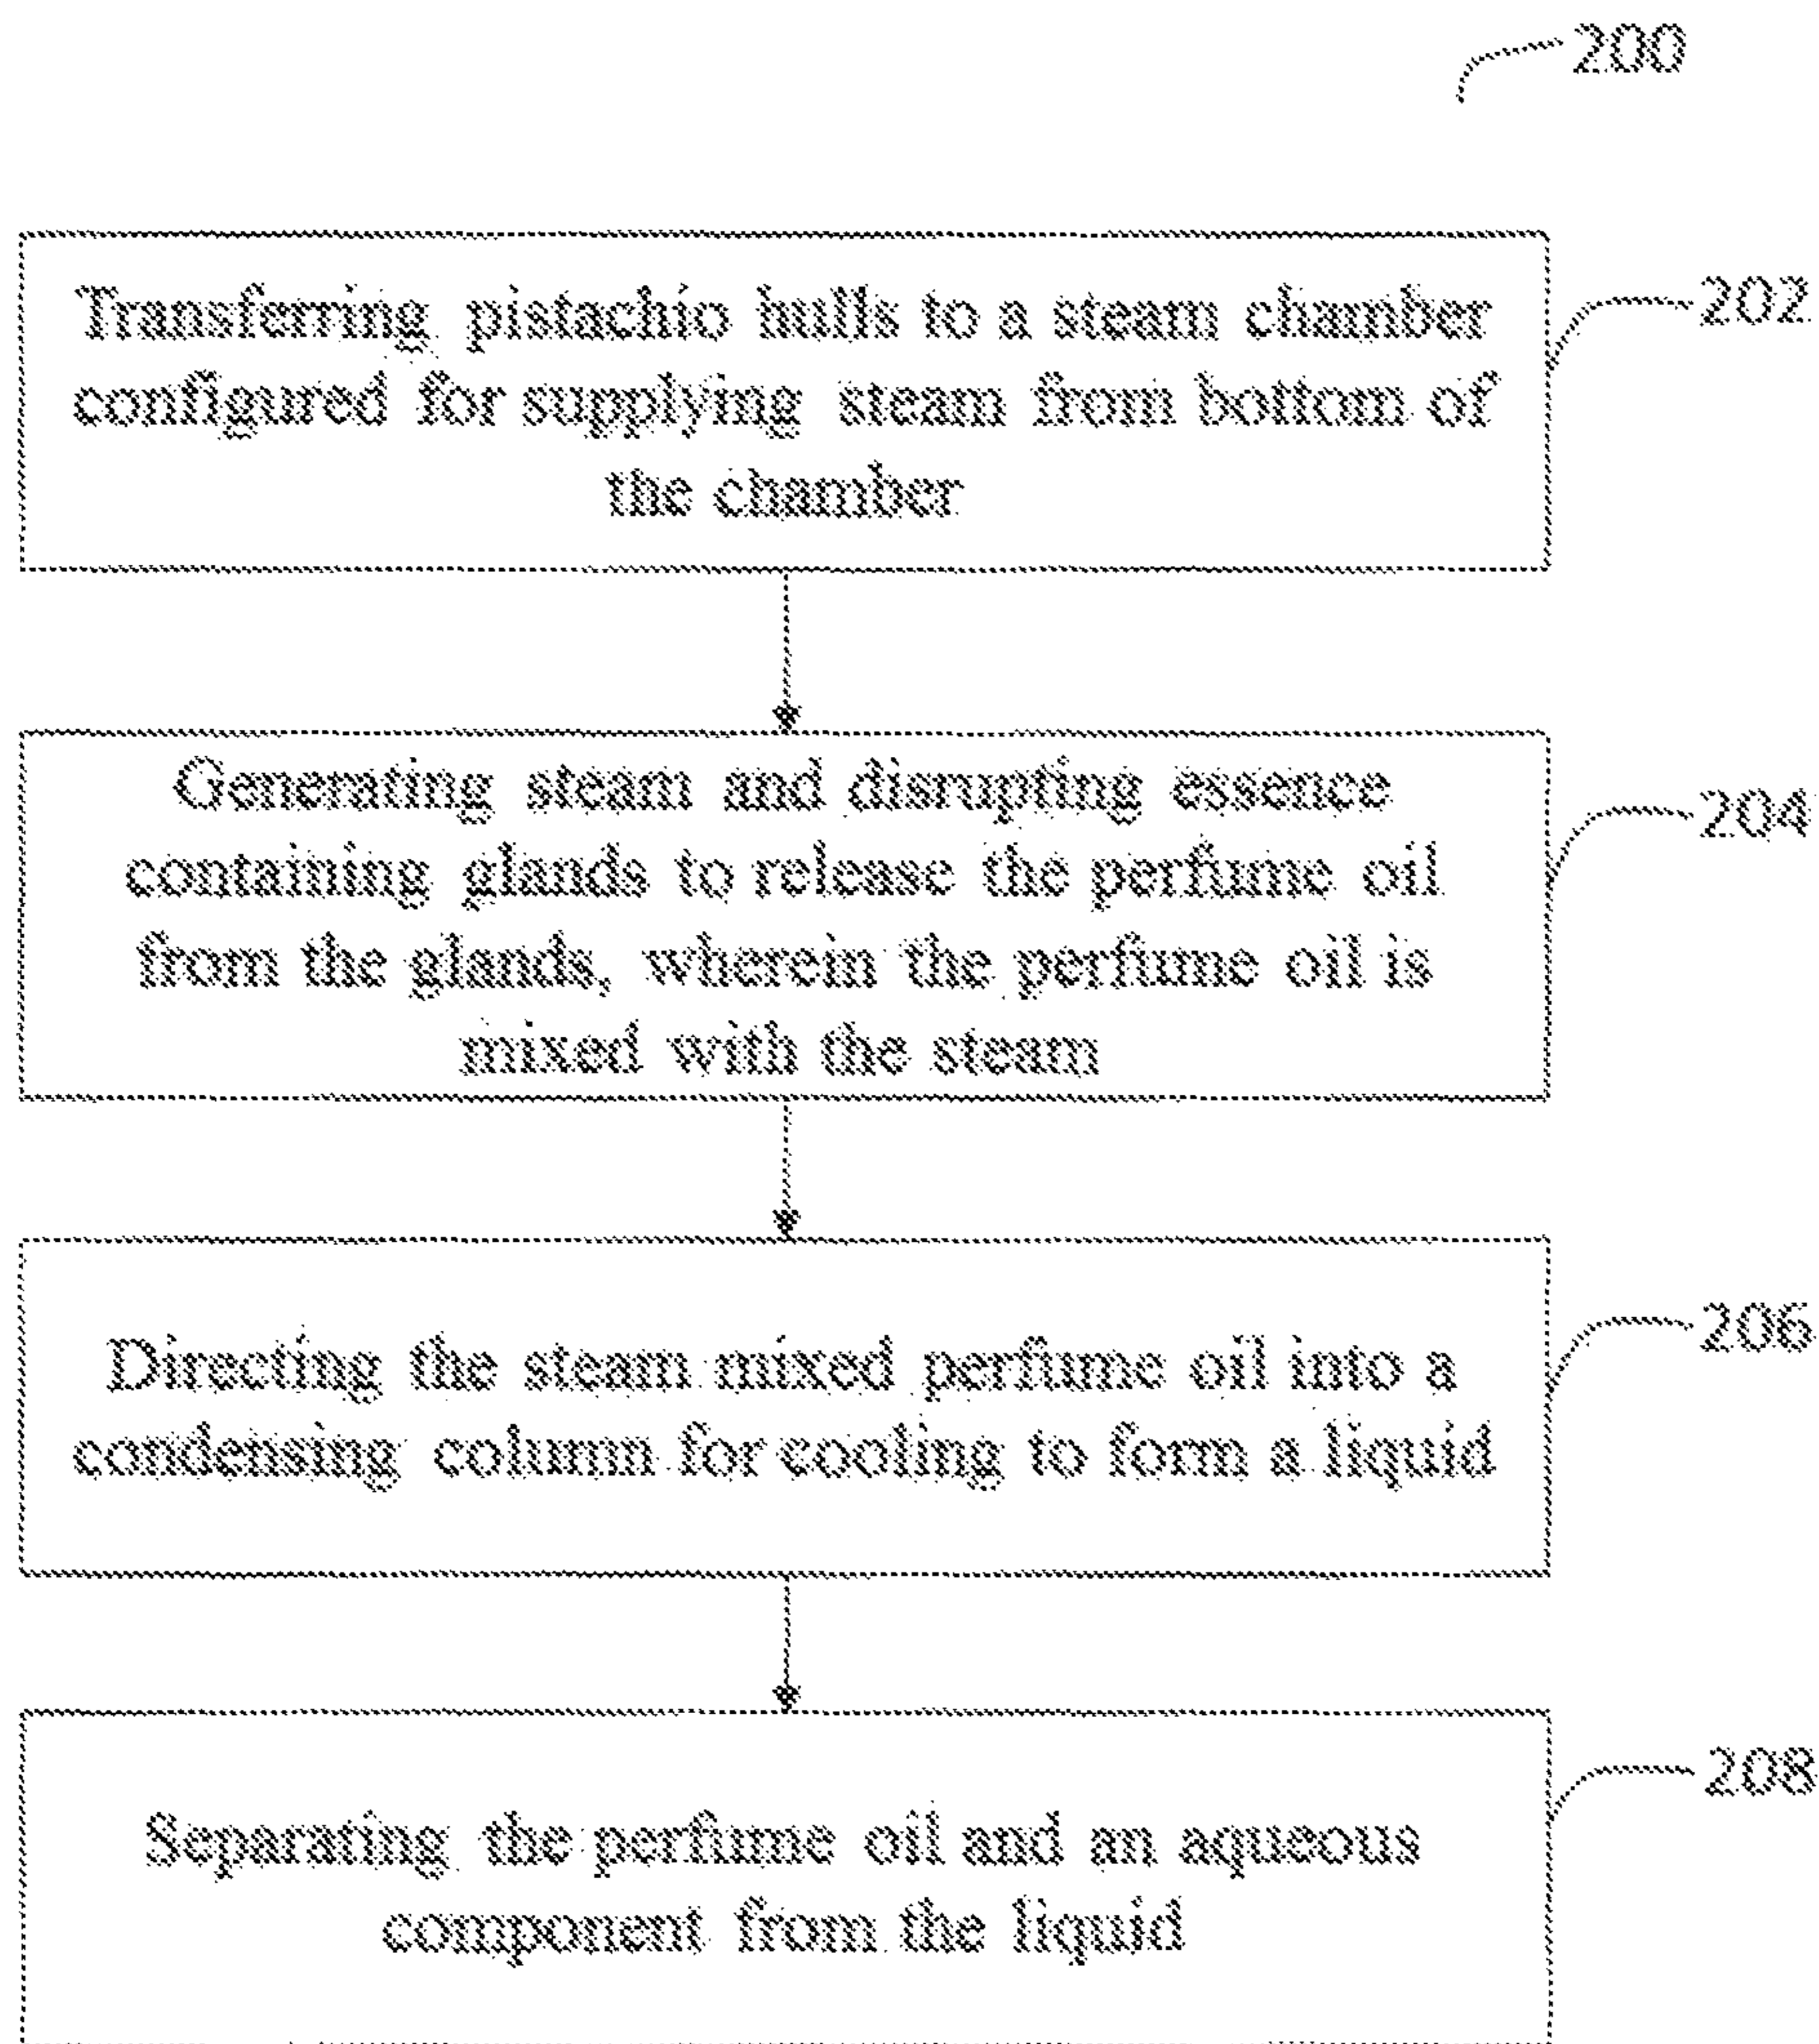 200
Transferring pistachio hulls to a steam chamber
configured for supplying steam from bottom of
the chamber
202
Generating steam and disrupting essence
containing glands to release the perfume oil
from the glands, wherein the perfume oil is
mixed with the steam
204
Directing the steam mixed perfume oil into a
condensing column for cooling to form a liquid
206
Separating the perfume oil and an aqueous
component from the liquid
208